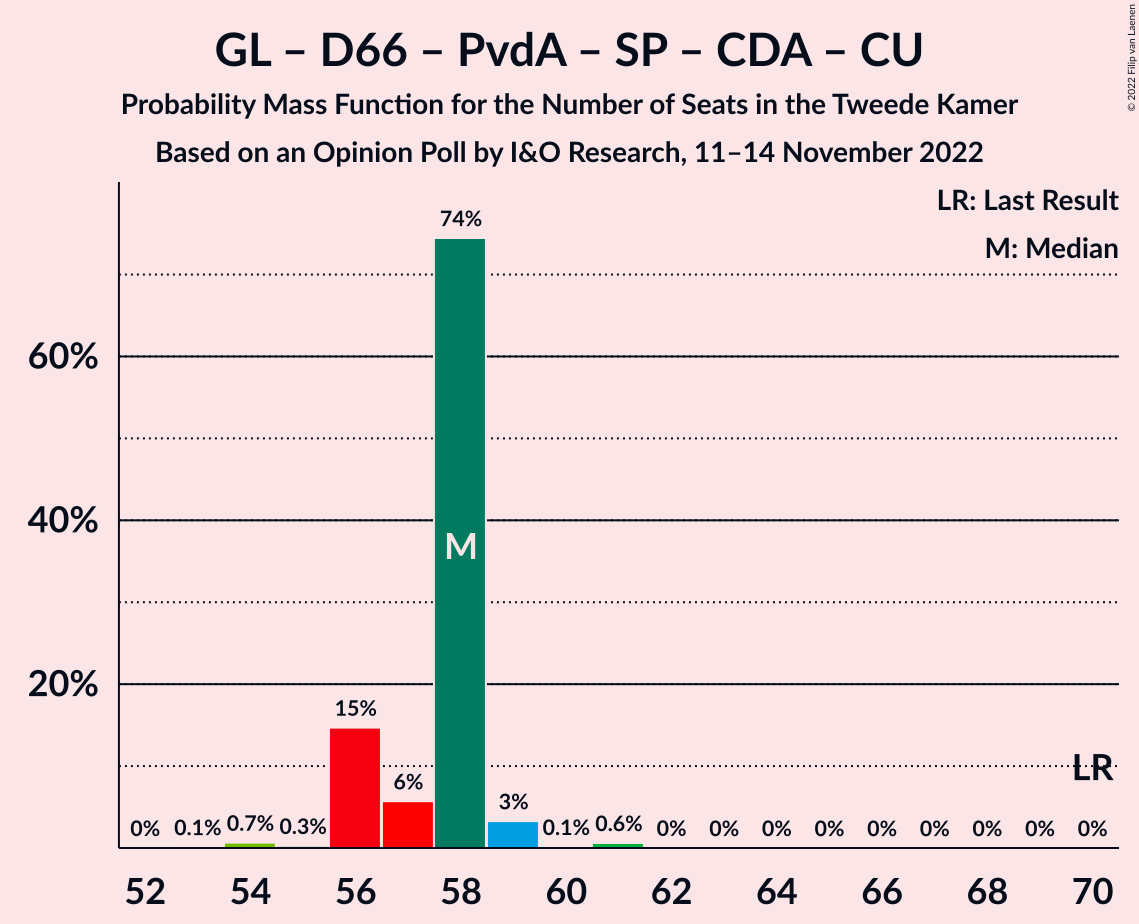 GL – D66 – PvdA – SP – CDA – CU
Probability Mass Function for the Number of Seats in the Tweede Kamer
Based on an Opinion Poll by I&O Research, 11–14 November 2022
© 2022 Filip van Laenen
LR: Last Result
M: Median
74%
60%
40%
M
20%
15%
LR
6%
3%
0% 0.1% 0.7% 0.3% 0.1% 0.6% 0% 0% 0% 0% 0% 0% 0% 0% 0%
52 54 56 58 60 62 64 66 68 70